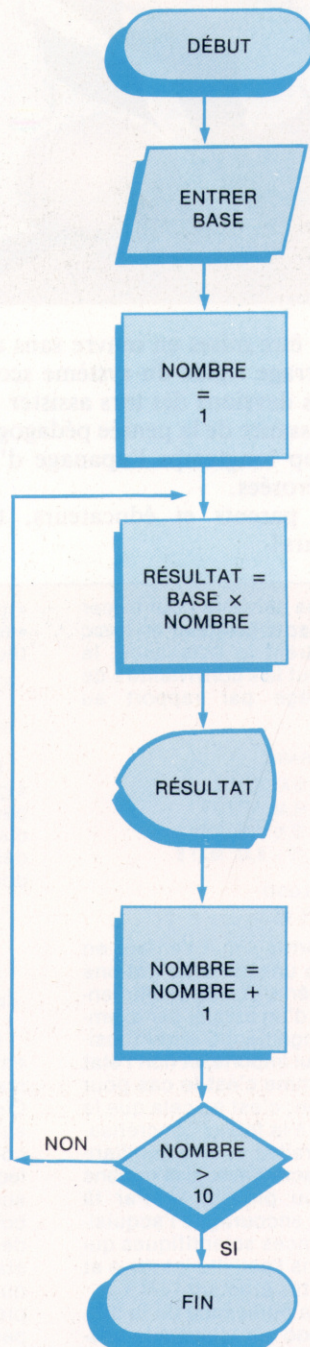 DÉBUT
ENTRER
BASE
NOMBRE
=
1
RÉSULTAT =
BASE ×
NOMBRE
RÉSULTAT
NOMBRE =
NOMBRE +
1
NON
NOMBRE
>
10
SI
FIN